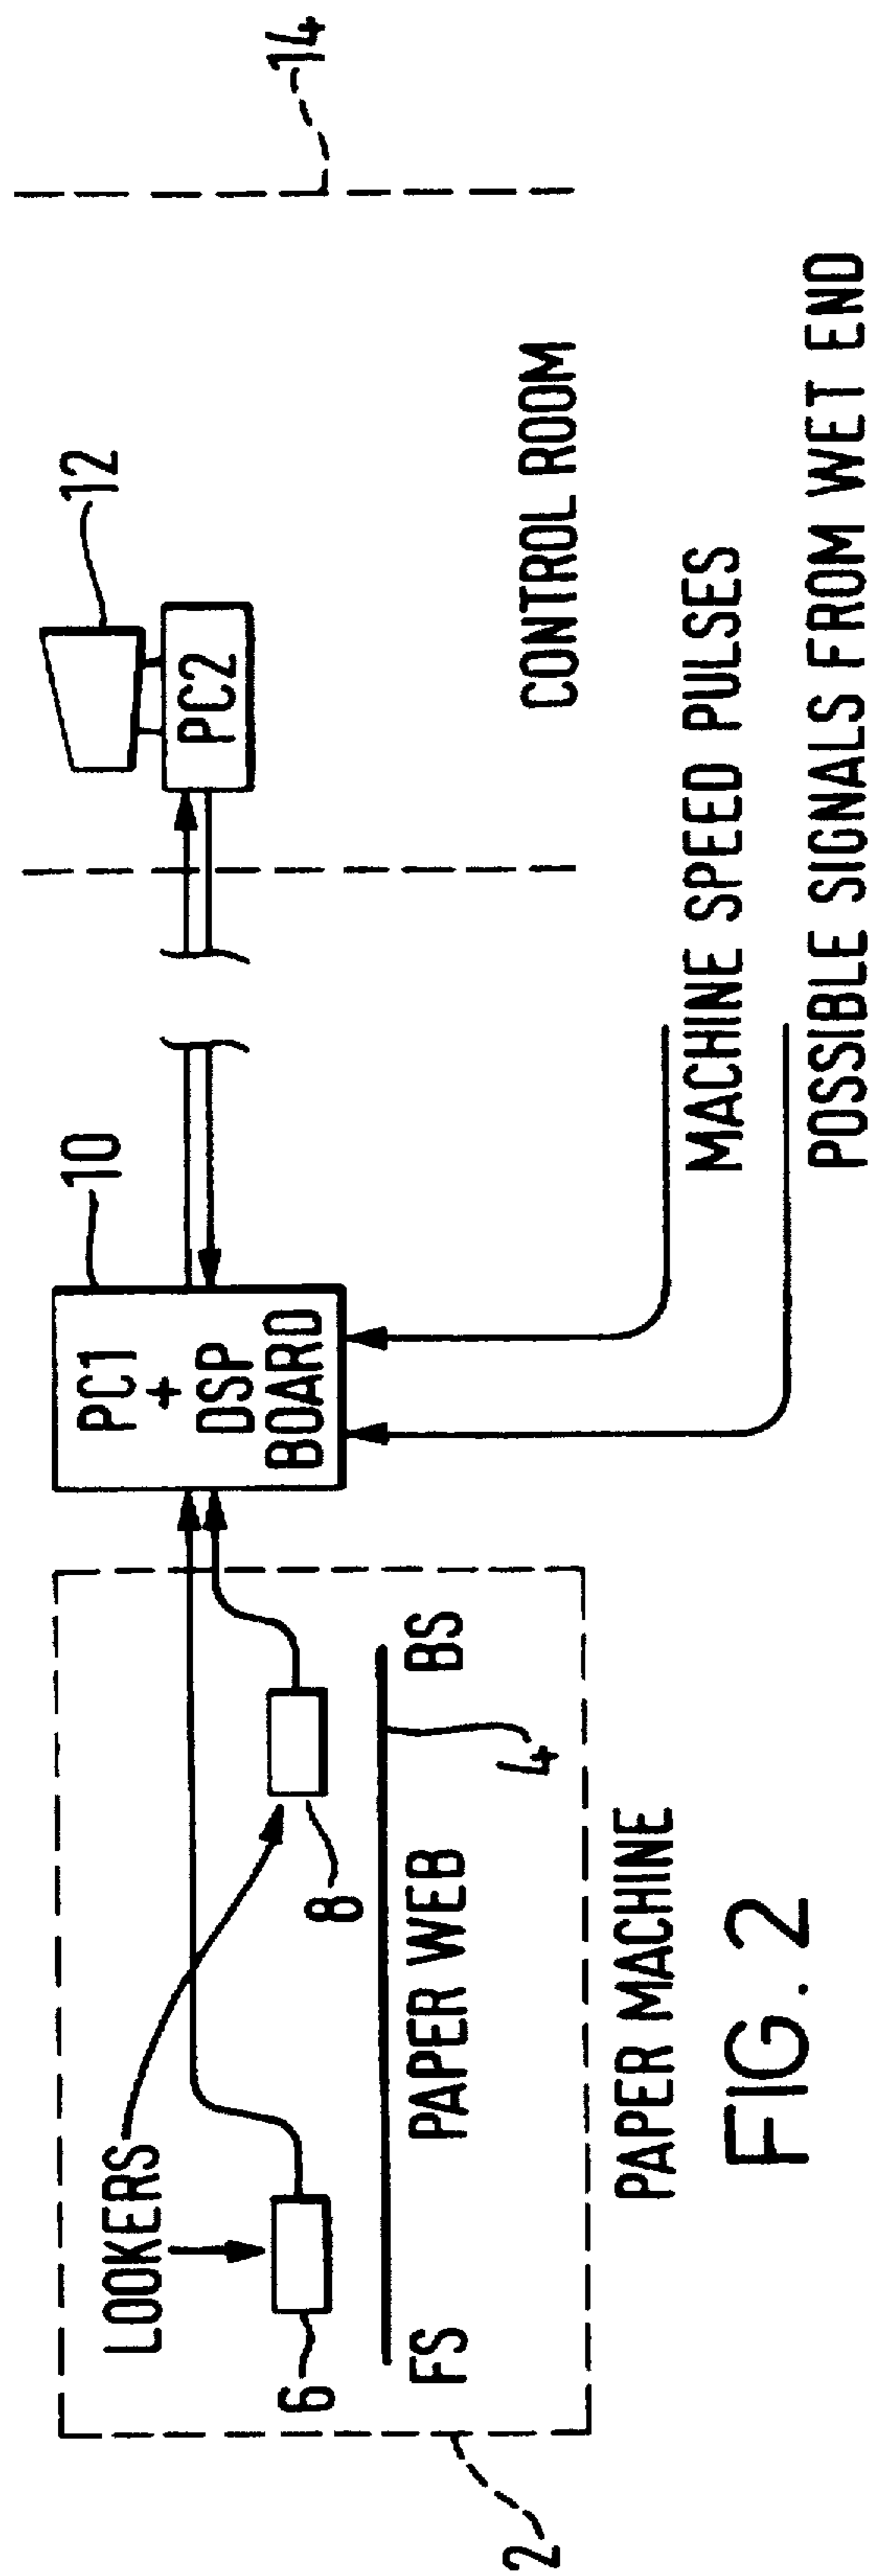 14
12
10
PC1
+
DSP
BOARD
PC2
LOOKERS
8
6
BS
4
FS
PAPER WEB
CONTROL ROOM
2
PAPER MACHINE
MACHINE SPEED PULSES
POSSIBLE SIGNALS FROM WET END
FIG. 2